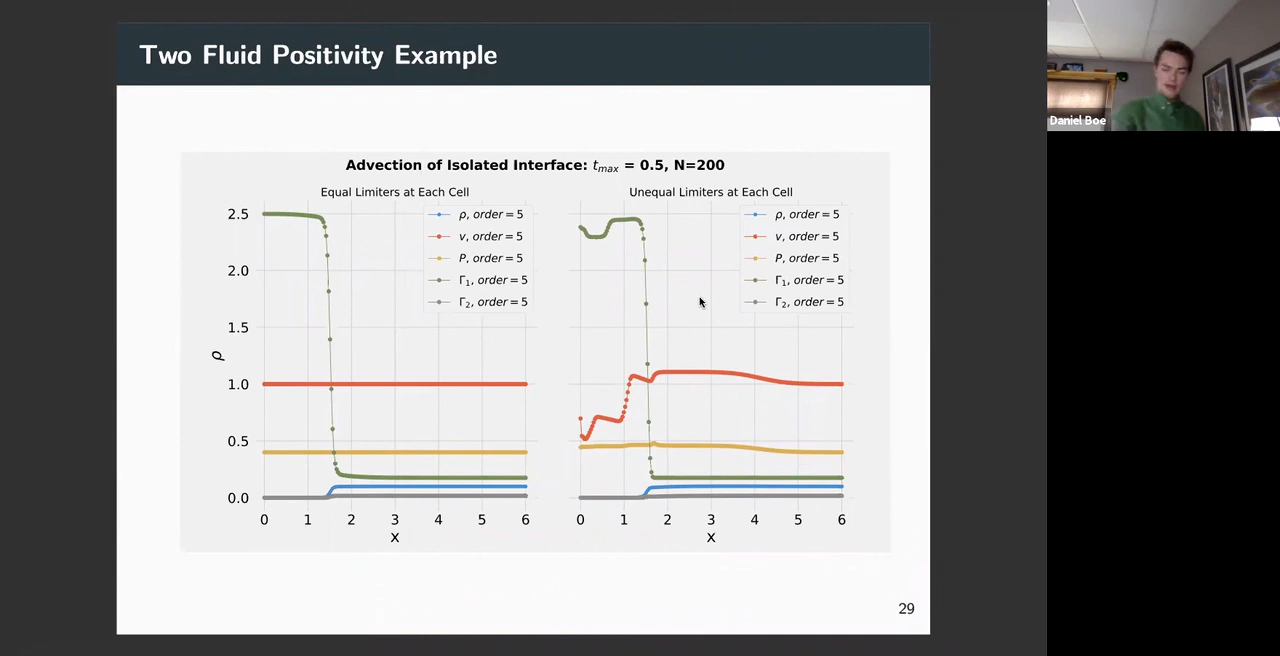 Two Fluid Positivity Example
Advection of Isolated Interface: tmax = 0.5, N=200
Equal Limiters at Each Cell
Unequal Limiters at Each Cell
ρ, order = 5
v, order = 5
P, order = 5
Γ1, order = 5
Γ2, order = 5
ρ, order = 5
v, order = 5
P, order = 5
Γ1, order = 5
Γ2, order = 5
2.5
2.0
1.5
1.0
0.5
0.0
ρ
0 1 2 3 4 5 6
0 1 2 3 4 5 6
x
x
29
Daniel Boe